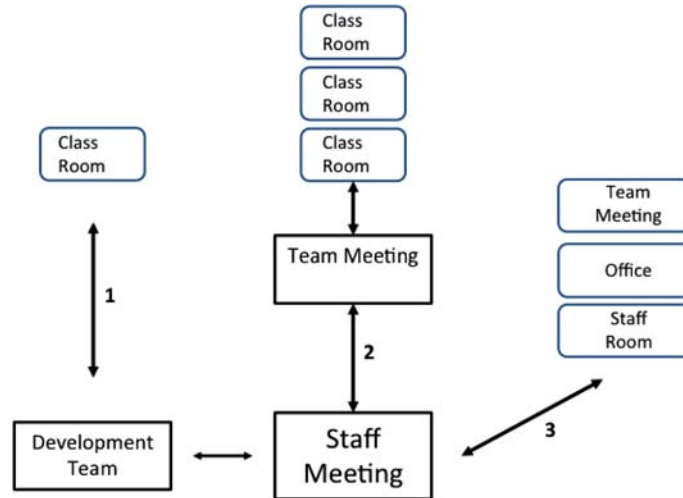 Class
Room
Class
Room
Class
Room
Class
Room
Team Meeting
Team
Meeting
Office
Staff
Room
1
2
3
Development
Team
Staff
Meeting